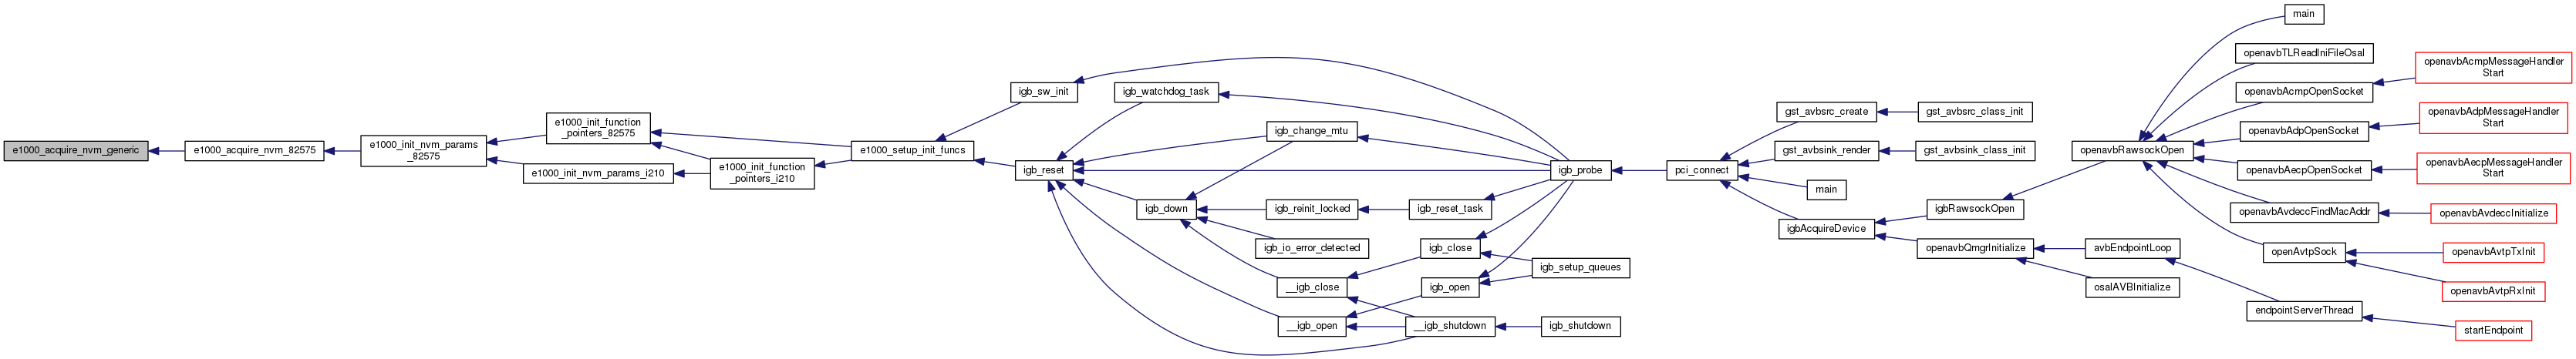 e1000_acquire_nvm_generic
e1000_acquire_nvm_82575
e1000_init_nvm_params
_82575
e1000_init_function
_pointers_82575
e1000_init_nvm_params_i210
e1000_init_function
_pointers_i210
e1000_setup_init_funcs
igb_sw_init
igb_reset
igb_watchdog_task
igb_change_mtu
igb_down
igb_reinit_locked
igb_reset_task
igb_io_error_detected
__igb_close
__igb_open
igb_close
igb_open
__igb_shutdown
igb_probe
igb_setup_queues
igb_shutdown
pci_connect
gst_avbsrc_create
gst_avbsrc_class_init
gst_avbsink_render
gst_avbsink_class_init
main
igbAcquireDevice
igbRawsockOpen
openavbQmgrInitialize
avbEndpointLoop
osalAVBInitialize
openavbRawsockOpen
main
openavbTLReadIniFileOsal
openavbAcmpOpenSocket
openavbAcmpMessageHandler
Start
openavbAdpOpenSocket
openavbAdpMessageHandler
Start
openavbAecpOpenSocket
openavbAecpMessageHandler
Start
openavbAvdeccFindMacAddr
openavbAvdeccInitialize
openAvtpSock
openavbAvtpTxInit
openavbAvtpRxInit
endpointServerThread
startEndpoint